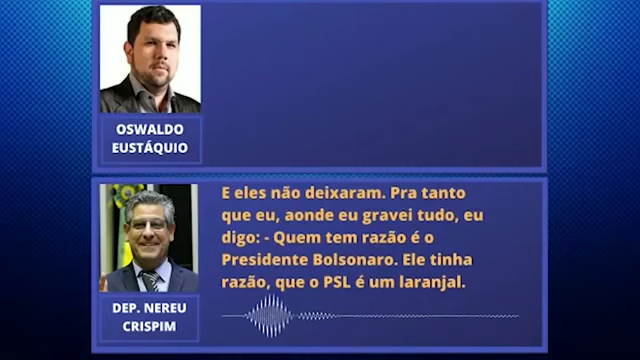 OSWALDO
EUSTÁQUIO
E eles não deixaram. Pra tanto
que eu, aonde eu gravei tudo, eu
digo: - Quem tem razão é o
Presidente Bolsonaro. Ele tinha
razão, que o PSL é um laranjal.
DEP. NEREU
CRISPIM